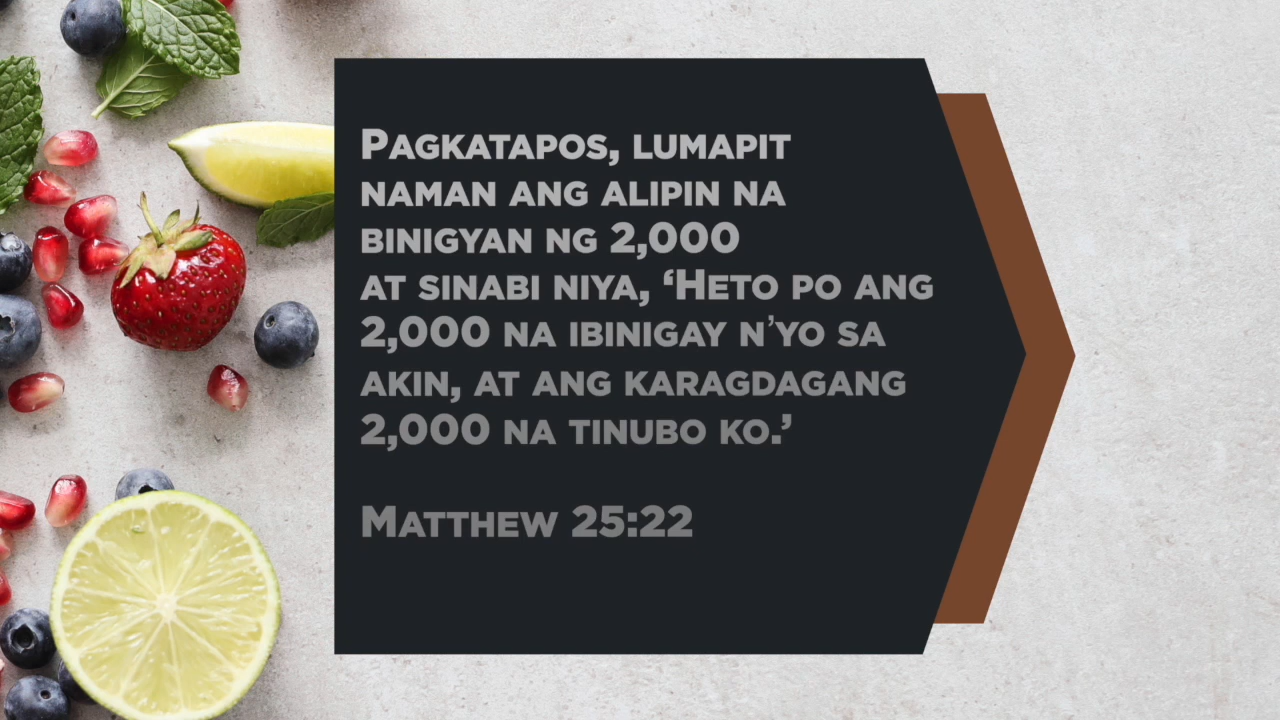 Pagkatapos, lumapit
naman ang alipin na
binigyan ng 2,000
at sinabi niya, ‘Heto po ang
2,000 na ibinigay n’yo sa
akin, at ang karagdagang
2,000 na tinubo ko.’
Matthew 25:22